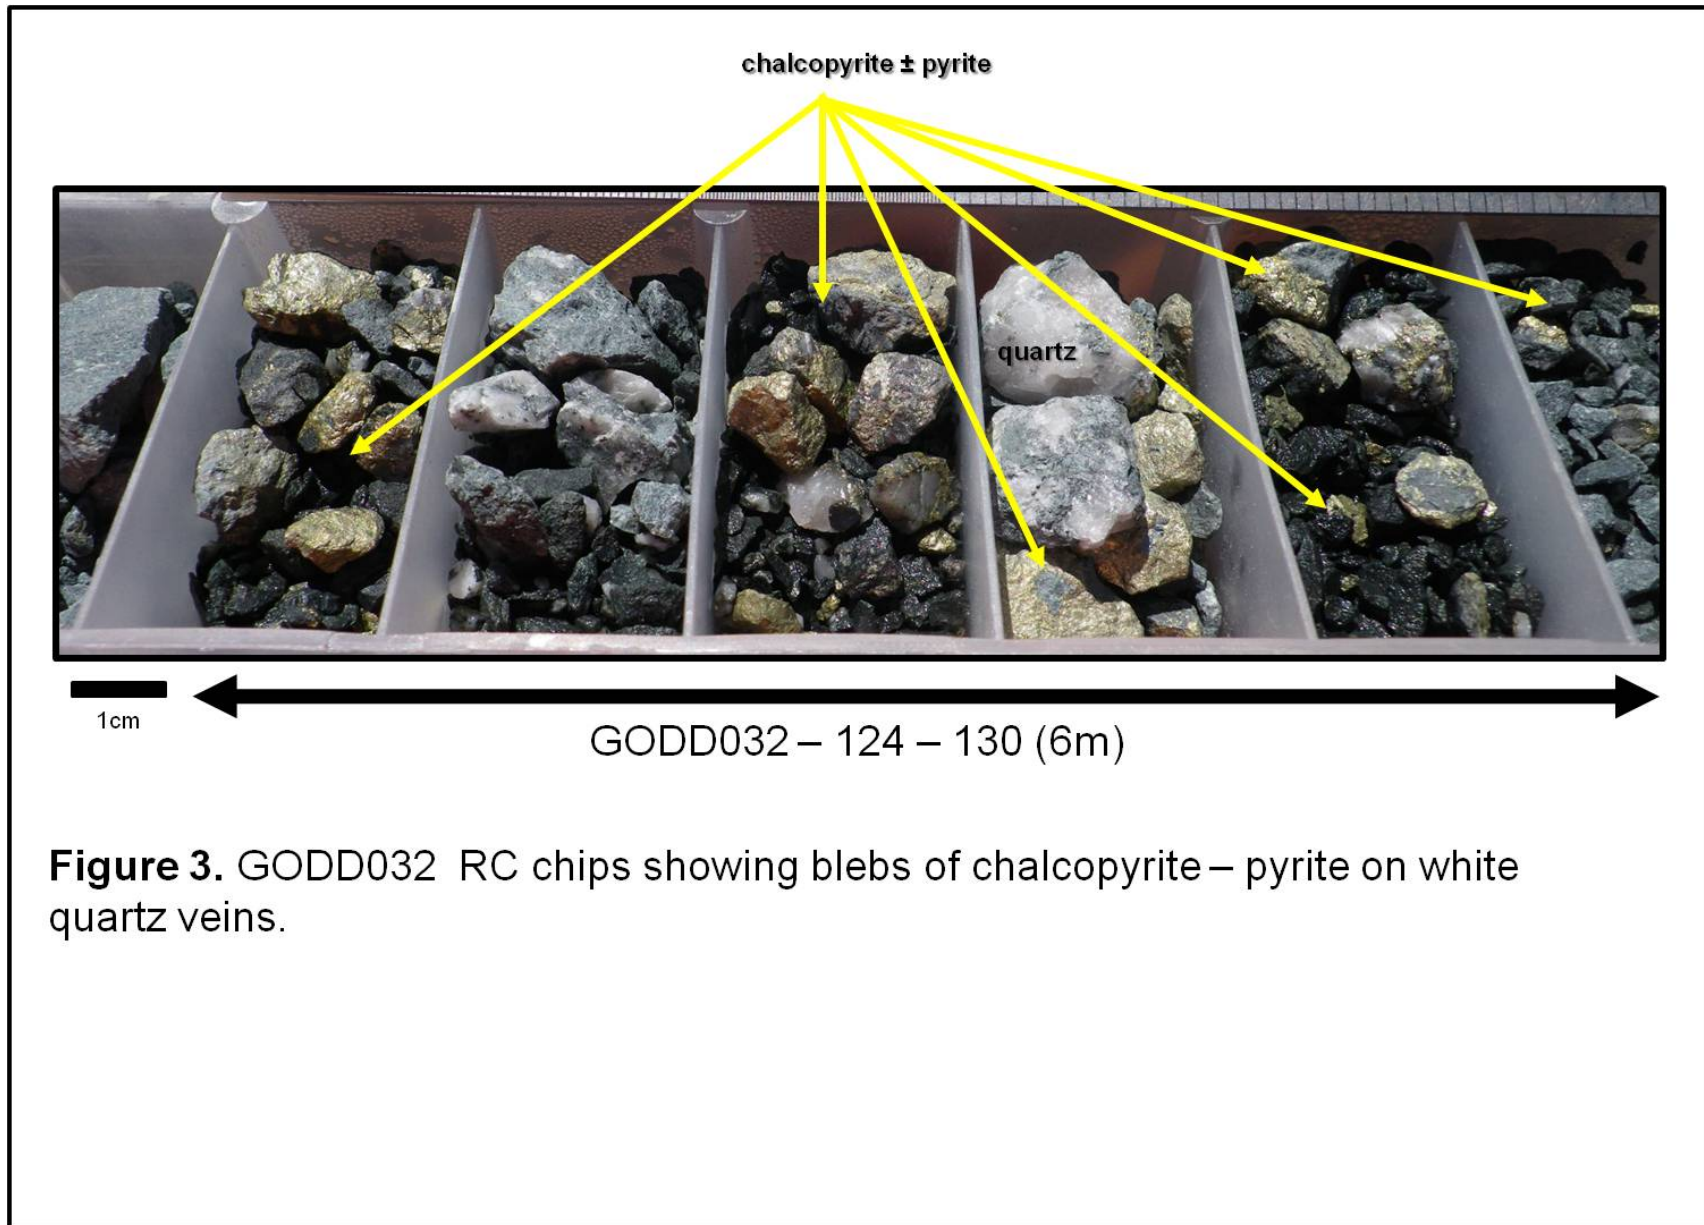 chalcopyrite ± pyrite
quartz
1cm
GODD032 – 124 – 130 (6m)
Figure 3. GODD032 RC chips showing blebs of chalcopyrite – pyrite on white
quartz veins.